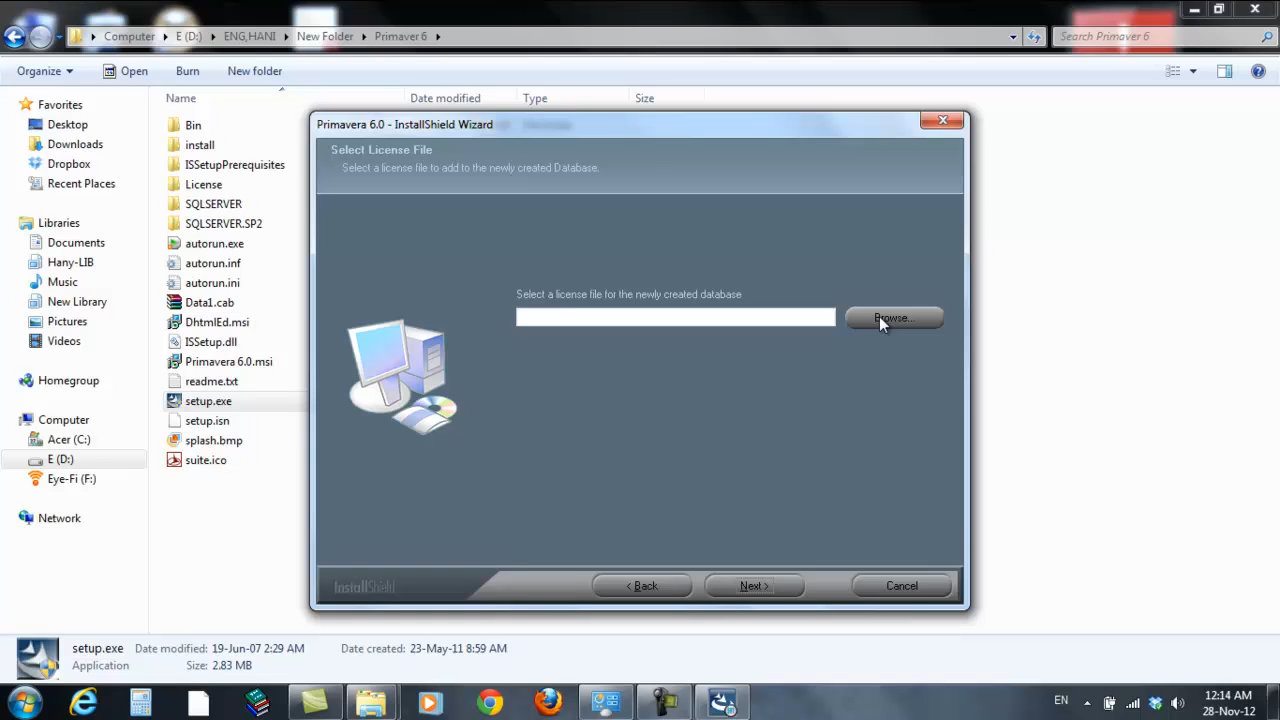 Computer E (D:) ENG,HANI New Folder Primaver 6
Search Primaver 6
Organize Open Burn New folder
Name Date modified Type Size
Favorites
Desktop
Downloads
Dropbox
Recent Places
Libraries
Documents
Hany-LIB
Music
New Library
Pictures
Videos
Homegroup
Computer
Acer (C:)
E (D:)
Eye-Fi (F:)
Network
Bin
install
ISSetupPrerequisites
License
SQLSERVER
SQLSERVER.SP2
autorun.exe
autorun.inf
autorun.ini
Data1.cab
DhtmlEd.msi
ISSetup.dll
Primavera 6.0.msi
readme.txt
setup.exe
setup.isn
splash.bmp
suite.ico
Primavera 6.0 - InstallShield Wizard
Select License File
Select a license file to add to the newly created Database.
Select a license file for the newly created database
Browse...
InstallShield
< Back Next > Cancel
setup.exe Date modified: 19-Jun-07 2:29 AM Date created: 23-May-11 8:59 AM
Application Size: 2.83 MB
EN
12:14 AM
28-Nov-12